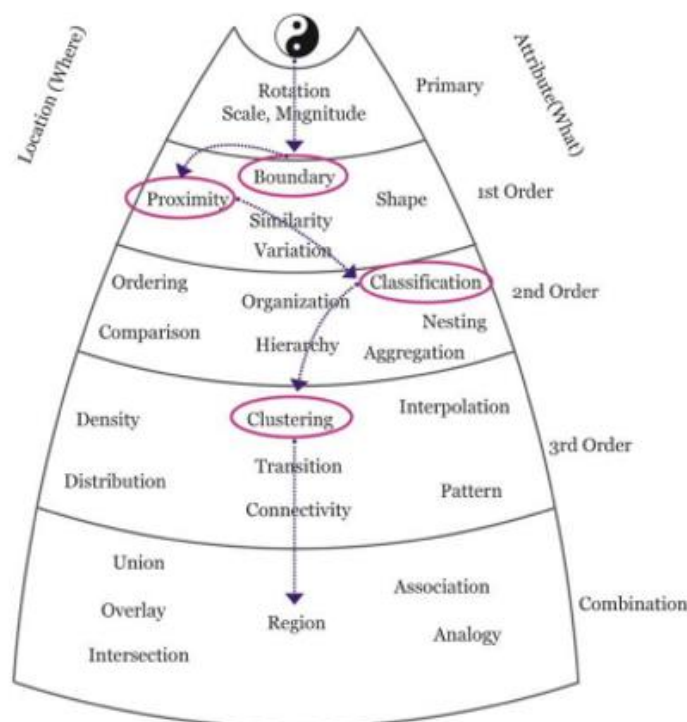 Location (Where)
Attribute(What)
Rotation
Scale, Magnitude
Primary
Boundary
Proximity
Shape
1st Order
Similarity
Variation
Ordering
Classification
2nd Order
Organization
Nesting
Comparison
Hierarchy
Aggregation
Density
Clustering
Interpolation
3rd Order
Transition
Distribution
Pattern
Connectivity
Union
Association
Combination
Overlay
Region
Analogy
Intersection